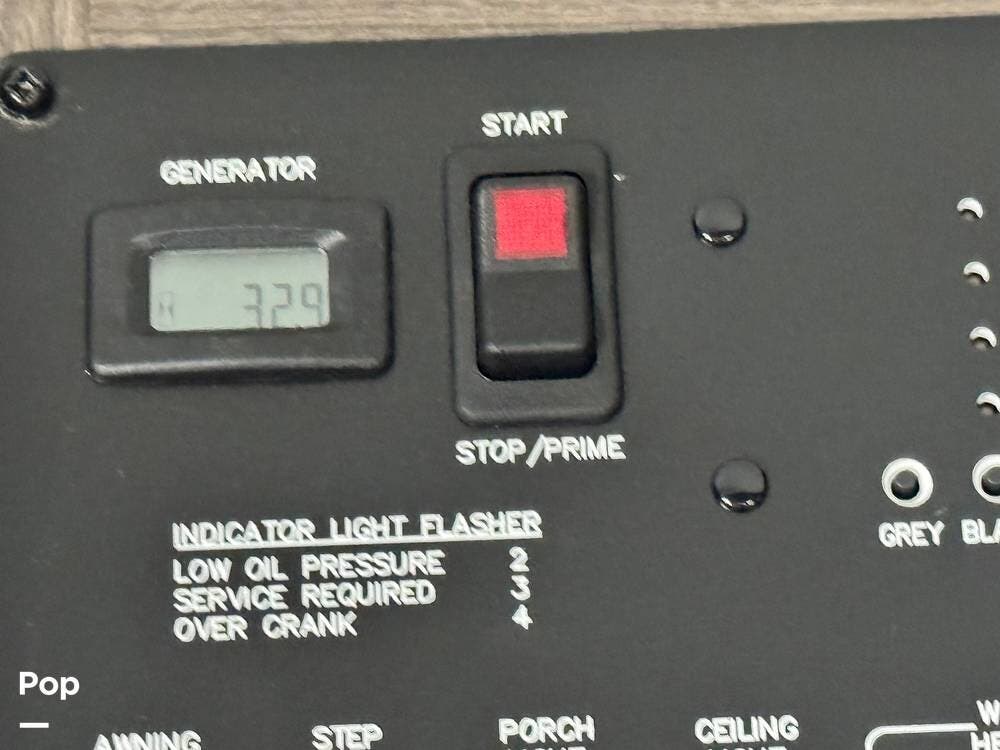 START
GENERATOR
329
STOP/PRIME
INDICATOR LIGHT FLASHER
LOW OIL PRESSURE 2
SERVICE REQUIRED 3
OVER CRANK 4
GREY
Pop
AWNING STEP PORCH CEILING